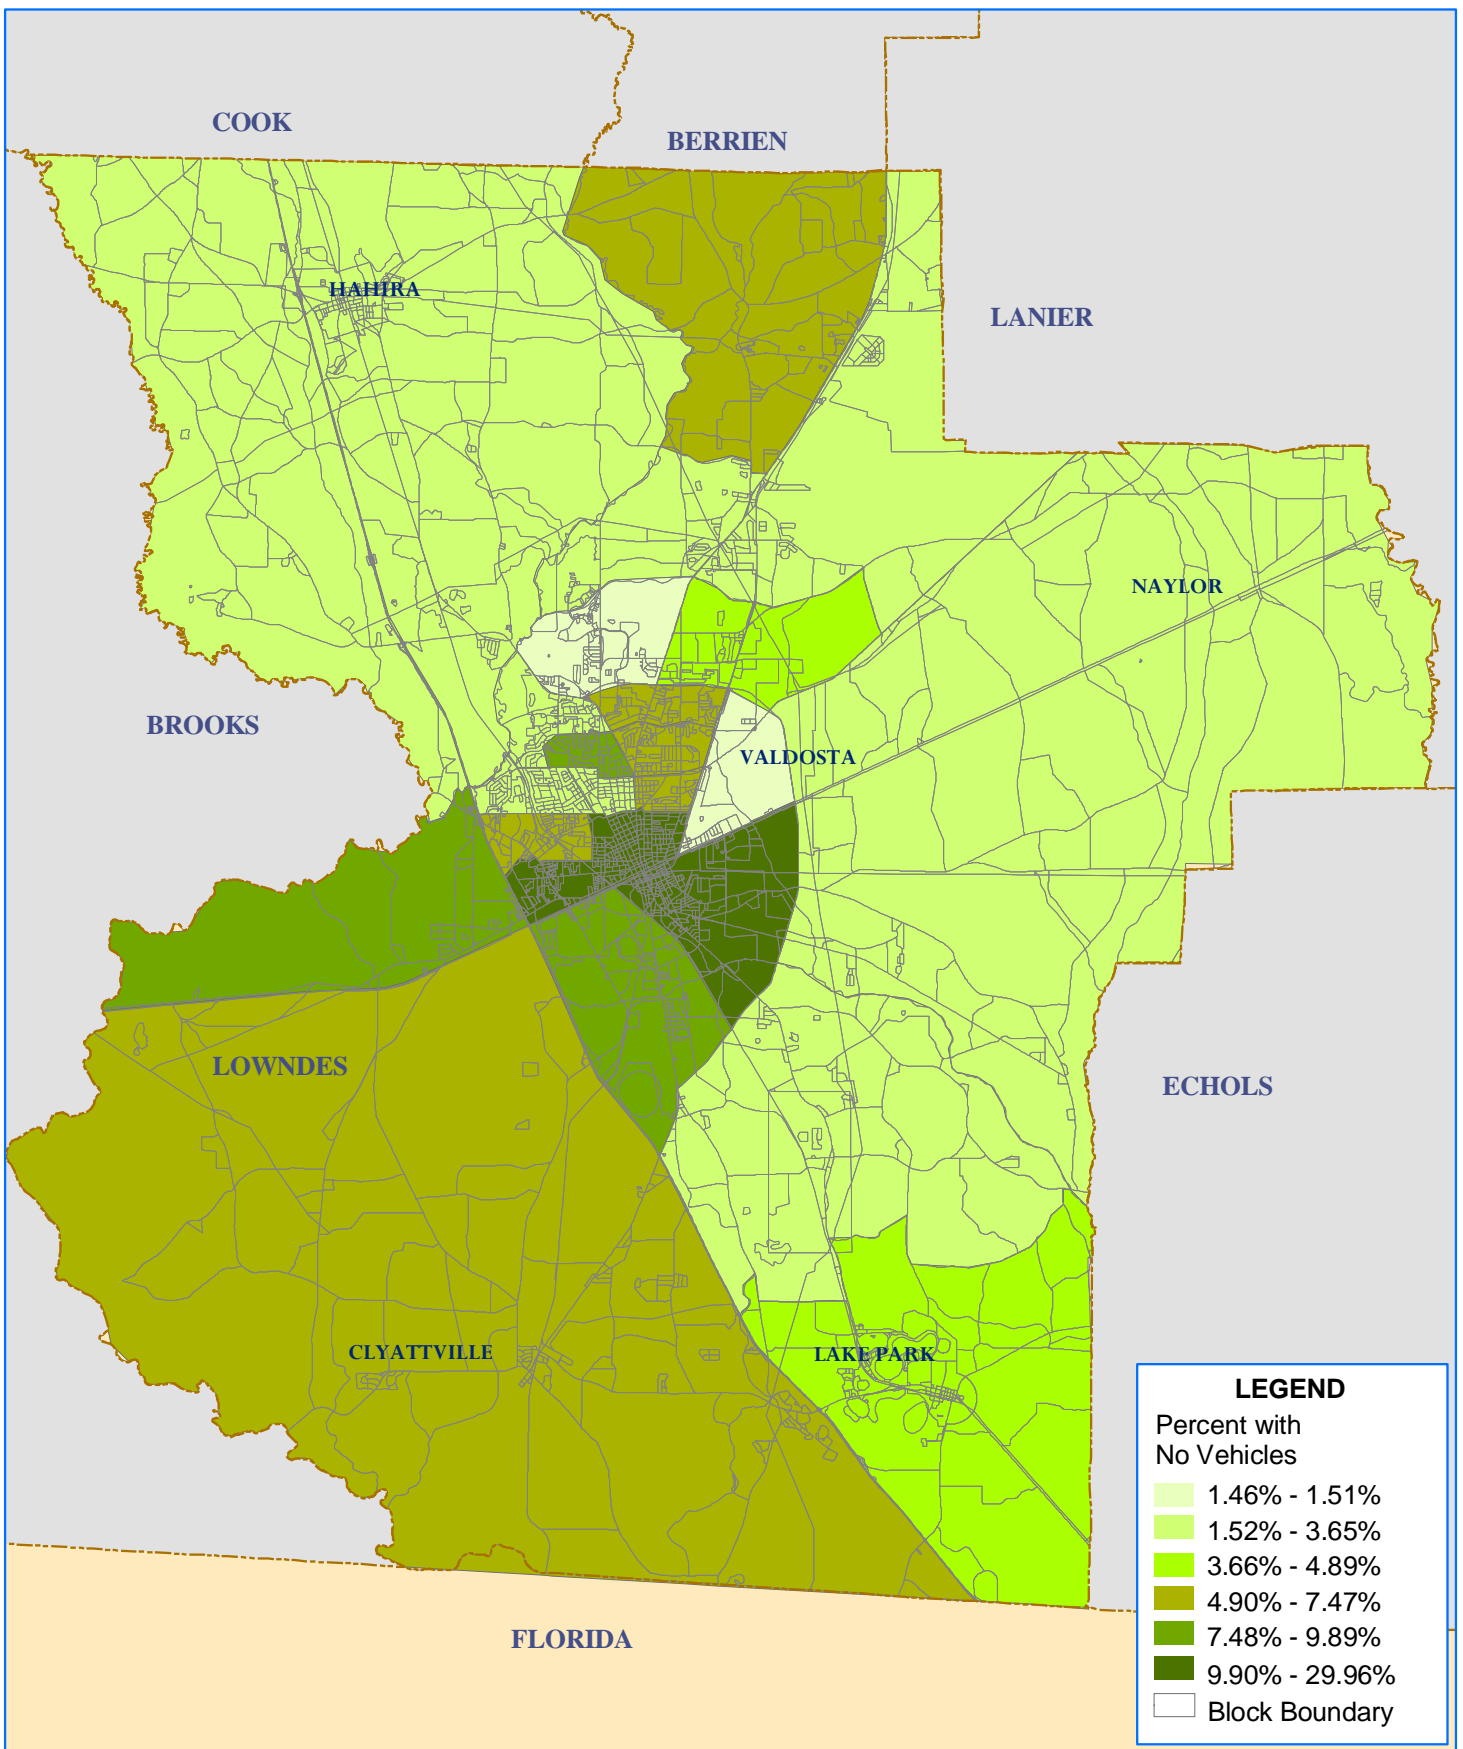 COOK
BERRIEN
HAHIRA
LANIER
NAYLOR
BROOKS
VALDOSTA
LOWNDES
ECHOLS
CLYATTVILLE
LAKE PARK
FLORIDA
LEGEND
Percent with
No Vehicles
1.46% - 1.51%
1.52% - 3.65%
3.66% - 4.89%
4.90% - 7.47%
7.48% - 9.89%
9.90% - 29.96%
Block Boundary